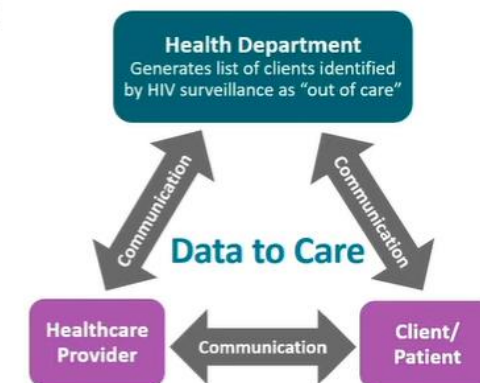 Health Department
Generates list of clients identified
by HIV surveillance as “out of care”
Communication
Communication
Data to Care
Healthcare
Provider
Communication
Client/
Patient